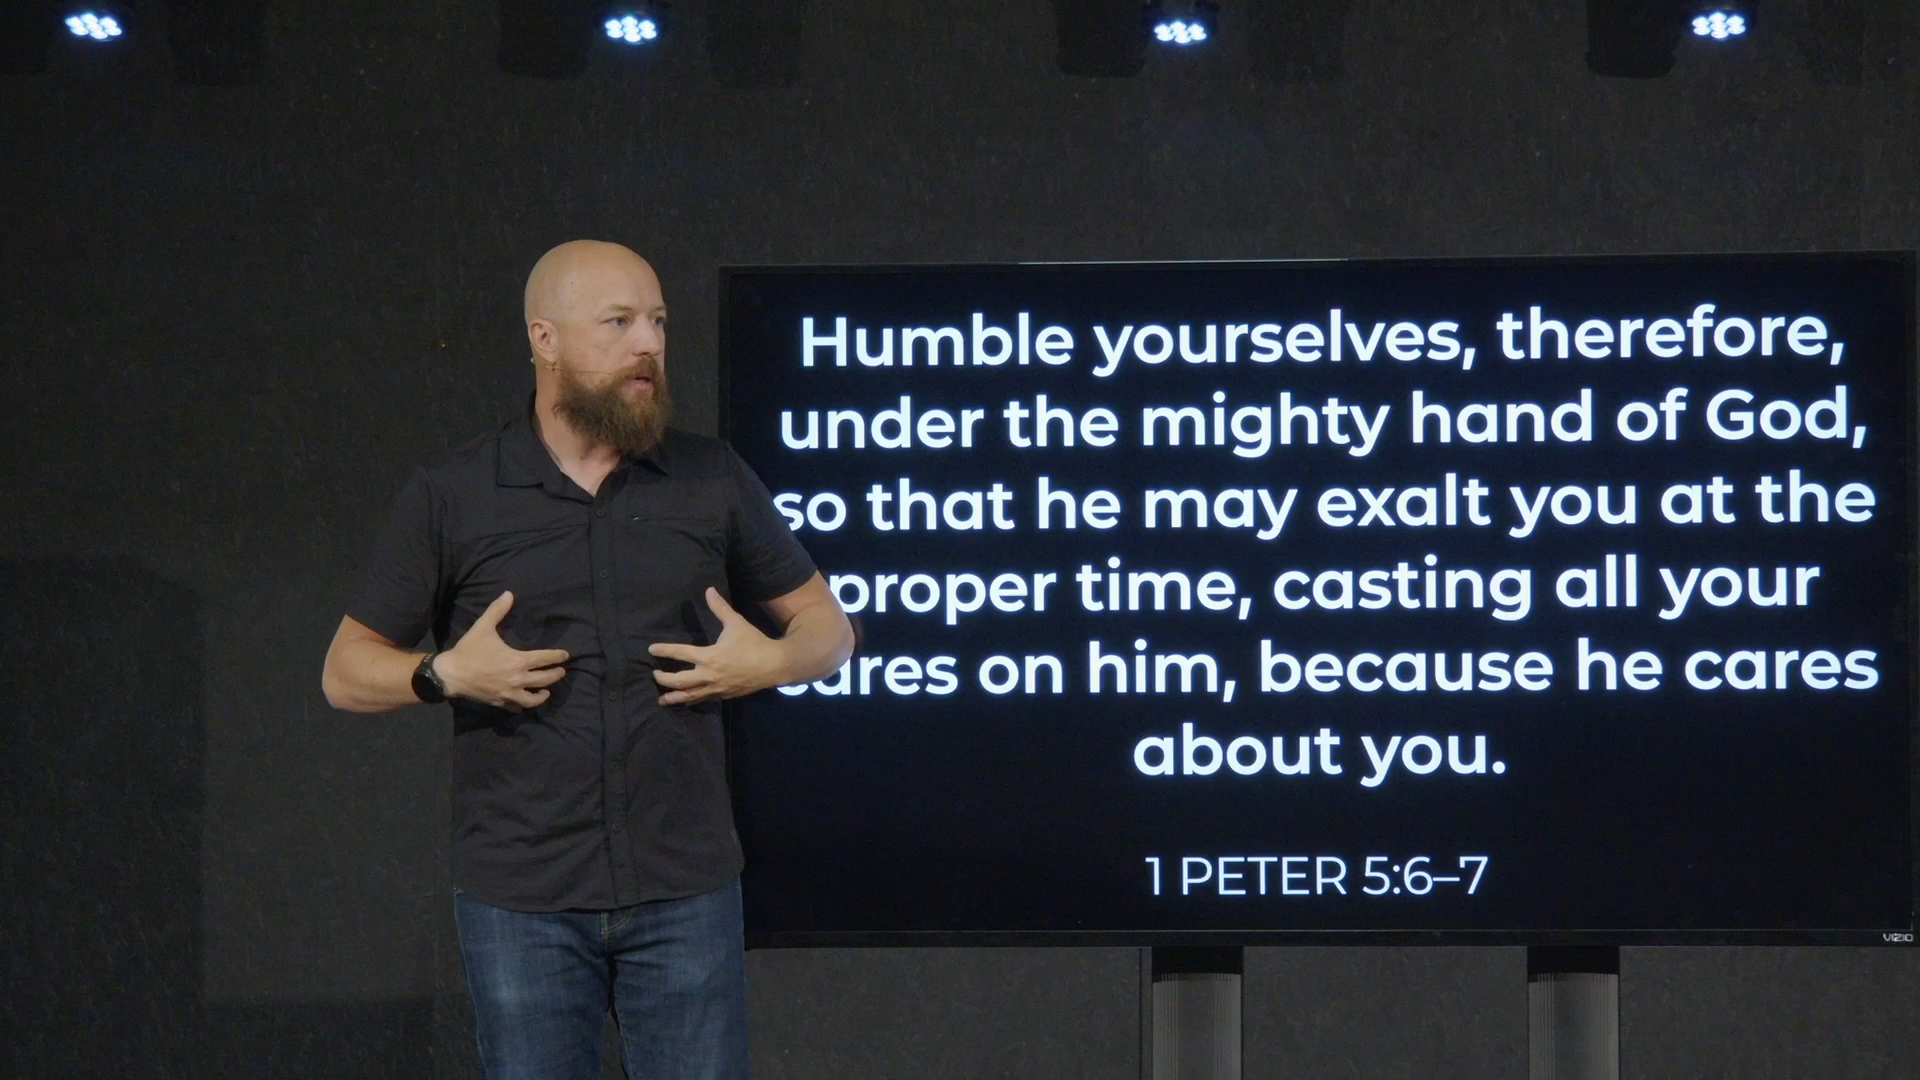 Humble yourselves, therefore,
under the mighty hand of God,
so that he may exalt you at the
proper time, casting all your
cares on him, because he cares
about you.
1 PETER 5:6–7
VIZIO